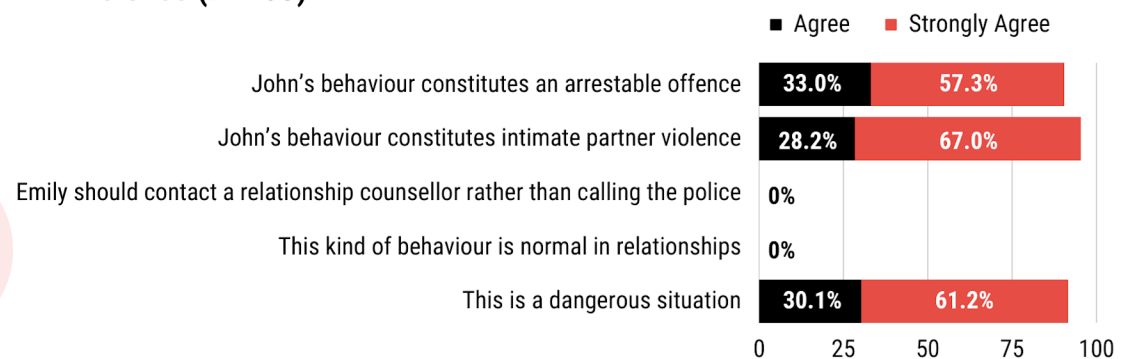 Agree Strongly Agree
John's behaviour constitutes an arrestable offence 33.0% 57.3%
John's behaviour constitutes intimate partner violence 28.2% 67.0%
Emily should contact a relationship counsellor rather than calling the police 0%
This kind of behaviour is normal in relationships 0%
This is a dangerous situation 30.1% 61.2%
0 25 50 75 100